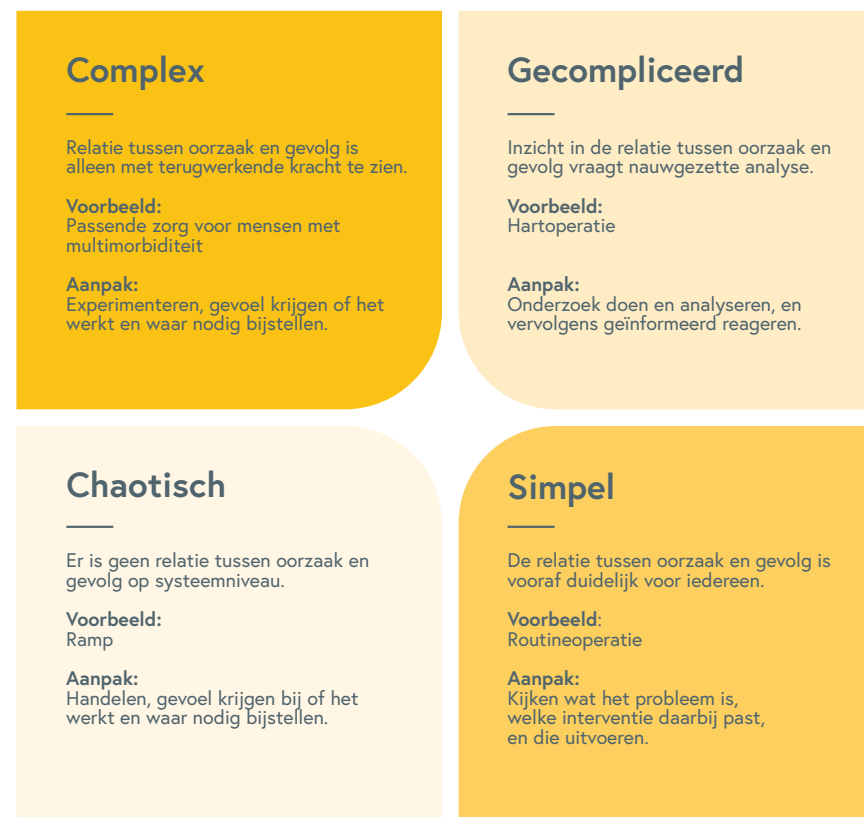 Complex
Relatie tussen oorzaak en gevolg is
alleen met terugwerkende kracht te zien.
Voorbeeld:
Passende zorg voor mensen met
multimorbiditeit
Aanpak:
Experimenteren, gevoel krijgen of het
werkt en waar nodig bijstellen.
Gecompliceerd
Inzicht in de relatie tussen oorzaak en
gevolg vraagt nauwgezette analyse.
Voorbeeld:
Hartoperatie
Aanpak:
Onderzoek doen en analyseren, en
vervolgens geïnformeerd reageren.
Chaotisch
Er is geen relatie tussen oorzaak en
gevolg op systeemniveau.
Voorbeeld:
Ramp
Aanpak:
Handelen, gevoel krijgen bij of het
werkt en waar nodig bijstellen.
Simpel
De relatie tussen oorzaak en gevolg is
vooraf duidelijk voor iedereen.
Voorbeeld:
Routineoperatie
Aanpak:
Kijken wat het probleem is,
welke interventie daarbij past,
en die uitvoeren.